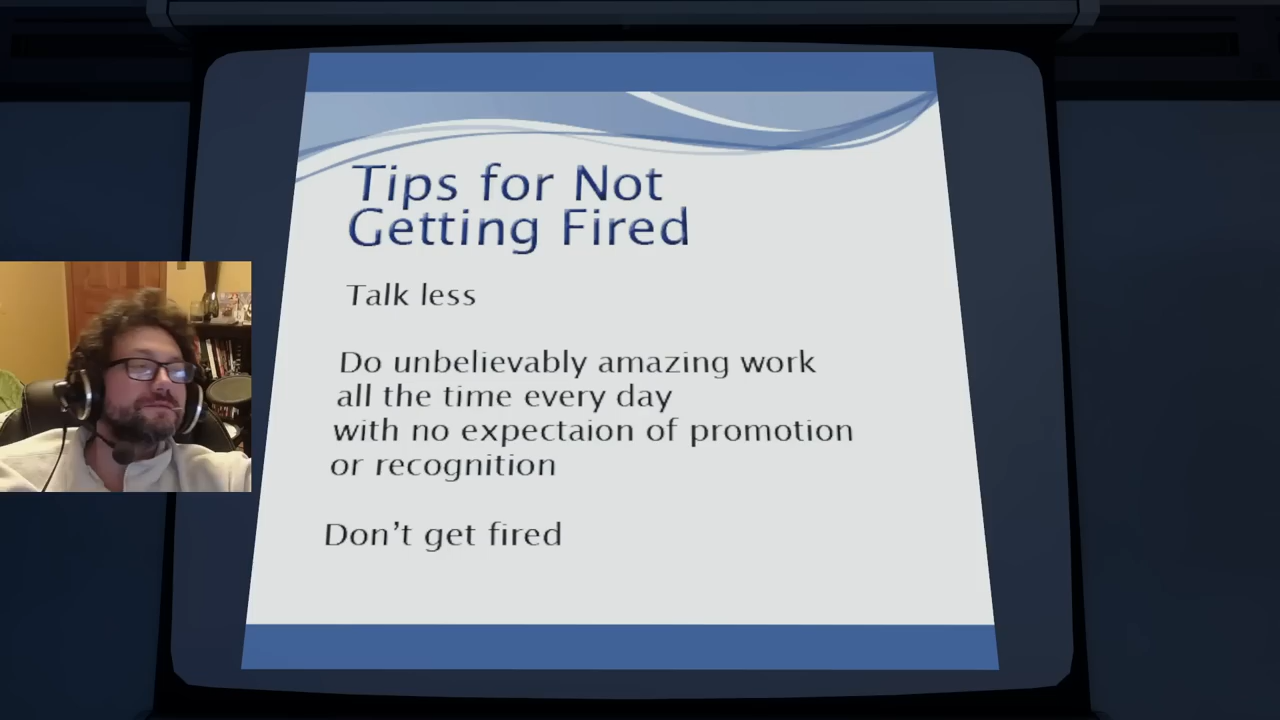 Tips for Not
Getting Fired
Talk less
Do unbelievably amazing work
all the time every day
with no expectaion of promotion
or recognition
Don't get fired